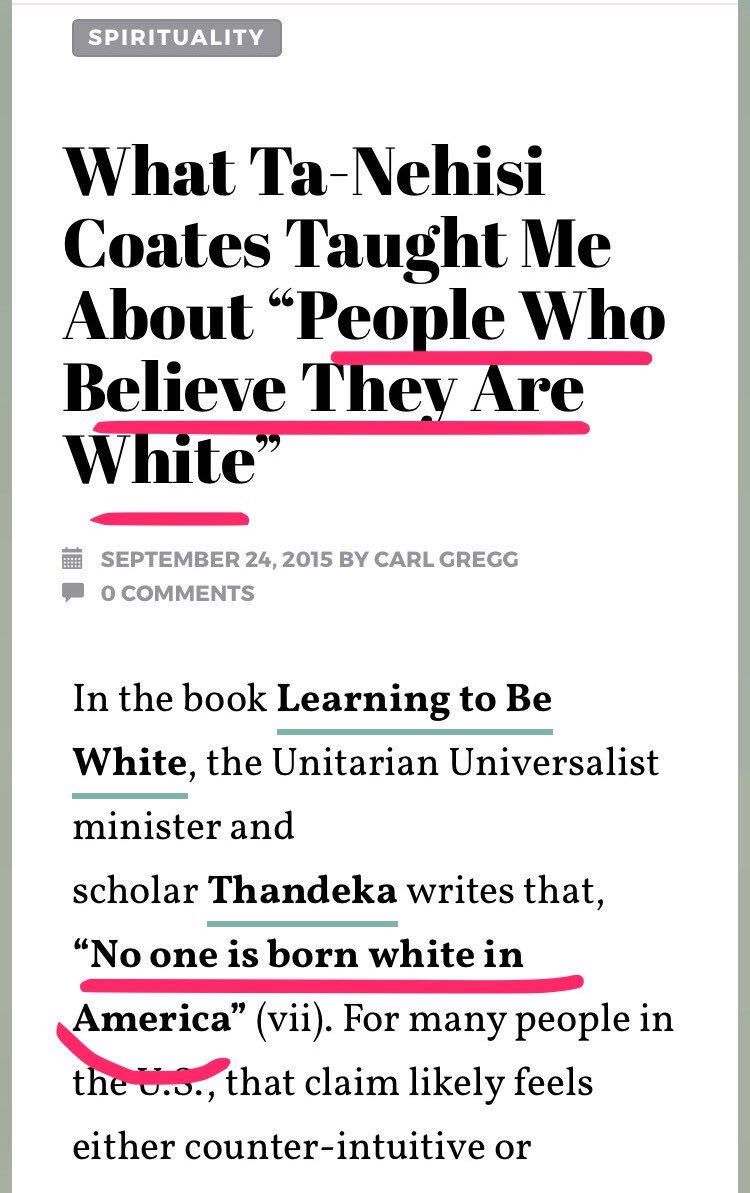 SPIRITUALITY
What Ta-Nehisi
Coates Taught Me
About “People Who
Believe They Are
White”
SEPTEMBER 24, 2015 BY CARL GREGG
0 COMMENTS
In the book Learning to Be
White, the Unitarian Universalist
minister and
scholar Thandeka writes that,
“No one is born white in
America” (vii). For many people in
the U.S., that claim likely feels
either counter-intuitive or